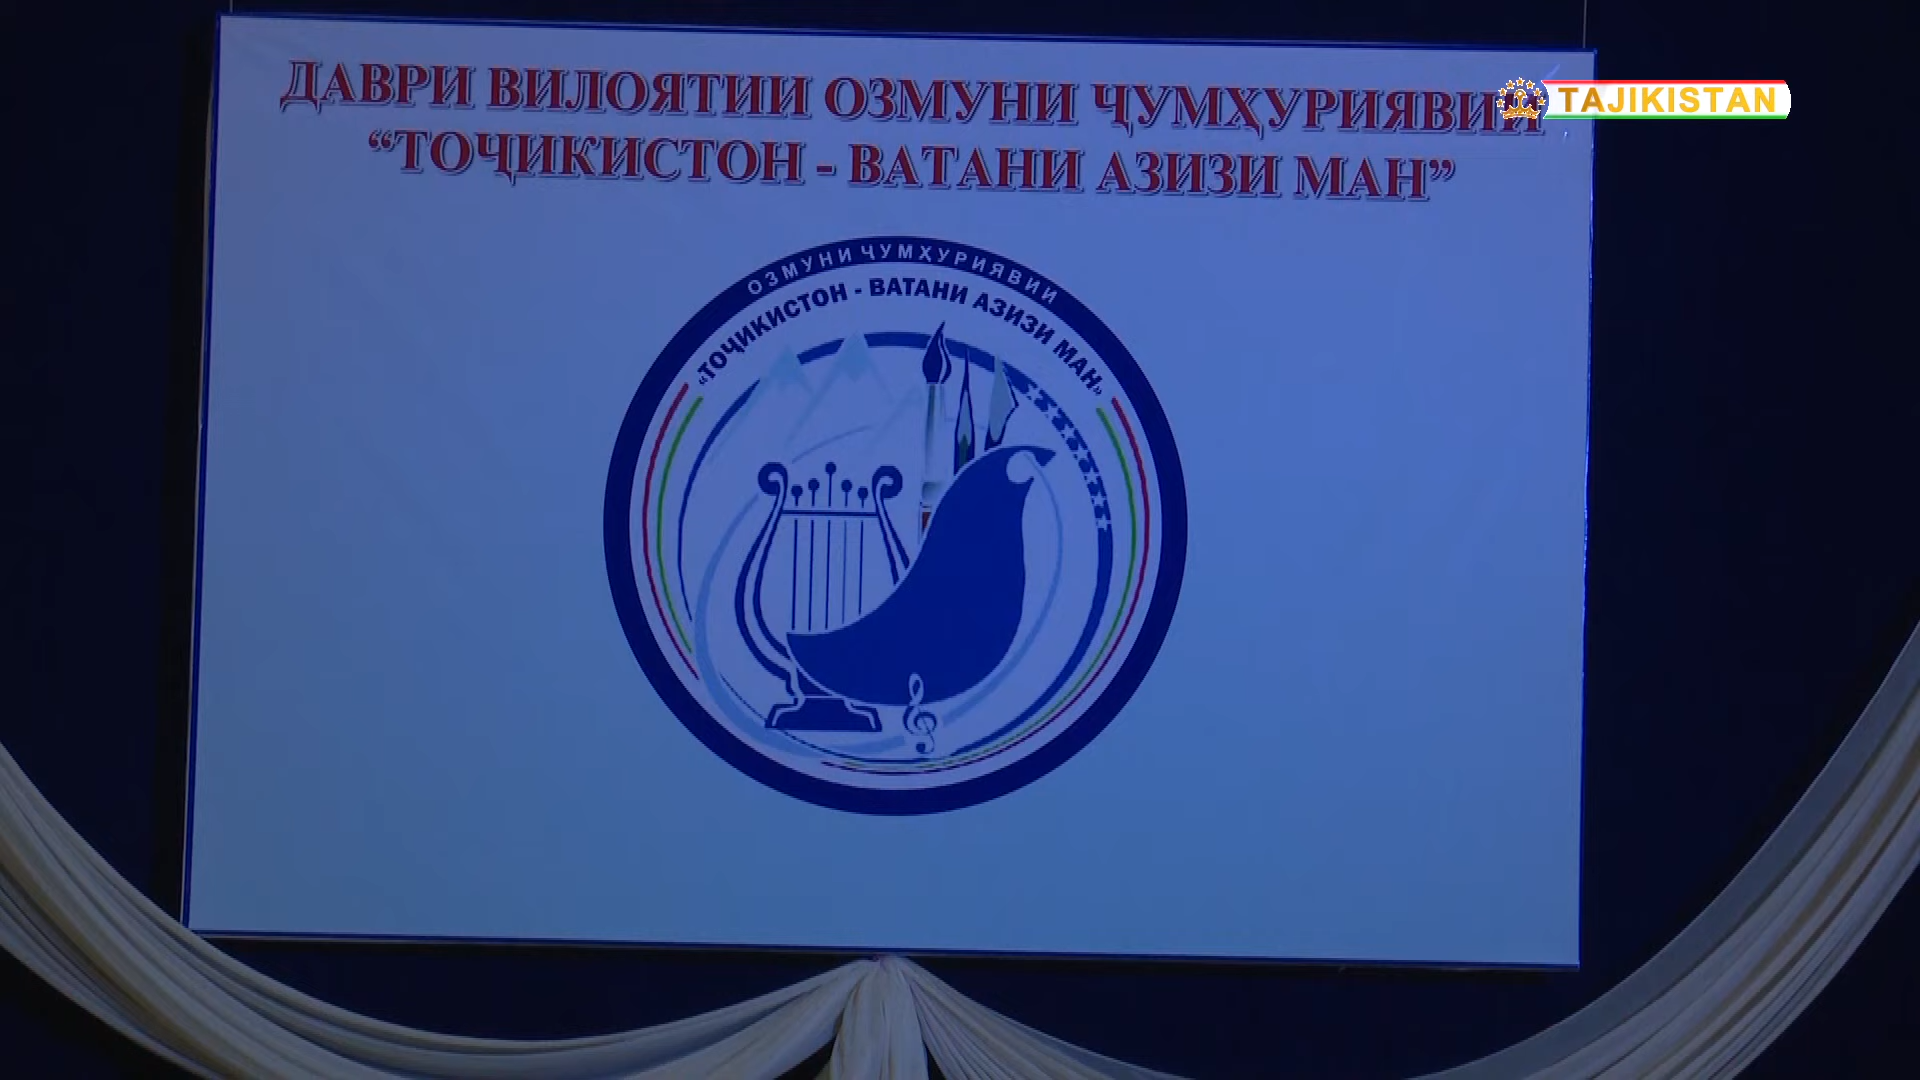 ДАВРИ ВИЛОЯТИИ ОЗМУНИ ҶУМҲУРИЯВИИ
“ТОҶИКИСТОН - ВАТАНИ АЗИЗИ МАН”
TAJIKISTAN
ОЗМУНИ ҶУМҲУРИЯВИИ
“ТОҶИКИСТОН - ВАТАНИ АЗИЗИ МАН”